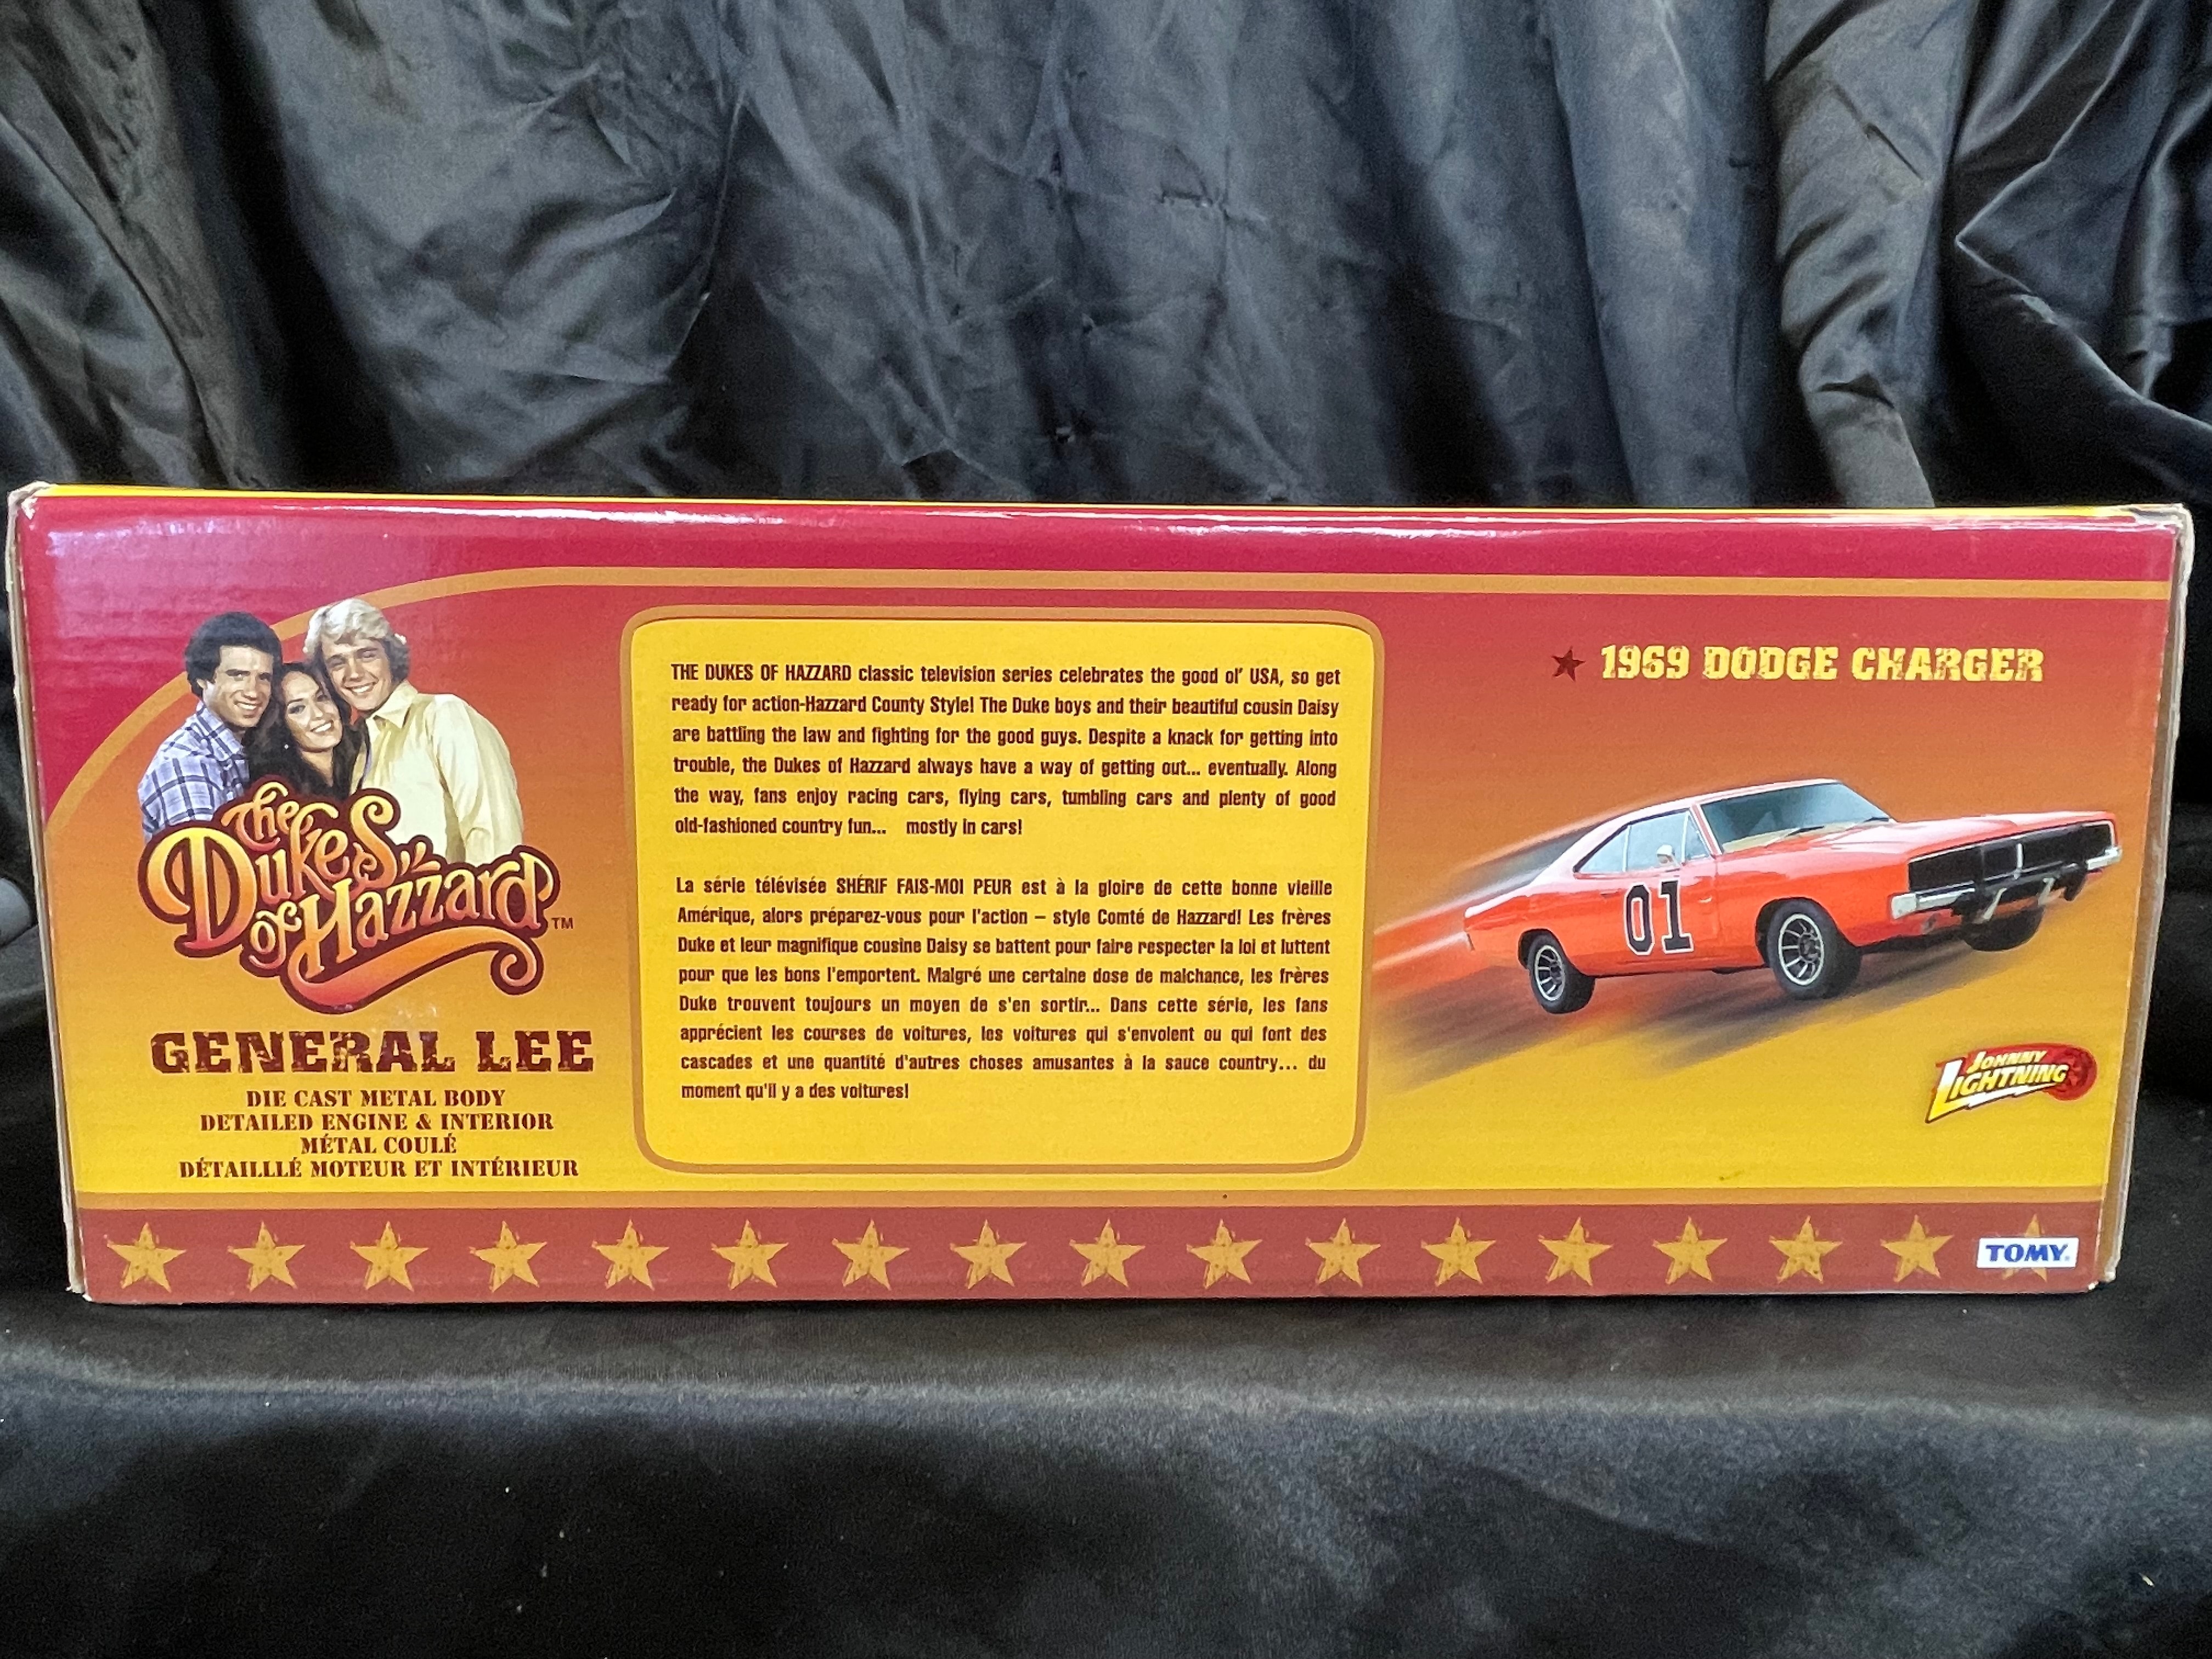 The
Dukes
of Hazzard™
GENERAL LEE
DIE CAST METAL BODY
DETAILED ENGINE & INTERIOR
MÉTAL COULÉ
DÉTAILLLÉ MOTEUR ET INTÉRIEUR
THE DUKES OF HAZZARD classic television series celebrates the good ol' USA, so get
ready for action-Hazzard County Style! The Duke boys and their beautiful cousin Daisy
are battling the law and fighting for the good guys. Despite a knack for getting into
trouble, the Dukes of Hazzard always have a way of getting out... eventually. Along
the way, fans enjoy racing cars, flying cars, tumbling cars and plenty of good
old-fashioned country fun... mostly in cars!
La série télévisée SHÉRIF FAIS-MOI PEUR est à la gloire de cette bonne vieille
Amérique, alors préparez-vous pour l'action – style Comté de Hazzard! Les frères
Duke et leur magnifique cousine Daisy se battent pour faire respecter la loi et luttent
pour que les bons l'emportent. Malgré une certaine dose de malchance, les frères
Duke trouvent toujours un moyen de s'en sortir... Dans cette série, les fans
apprécient les courses de voitures, les voitures qui s'envolent ou qui font des
cascades et une quantité d'autres choses amusantes à la sauce country... du
moment qu'il y a des voitures!
1969 DODGE CHARGER
01
JOHNNY
LIGHTNING
TOMY